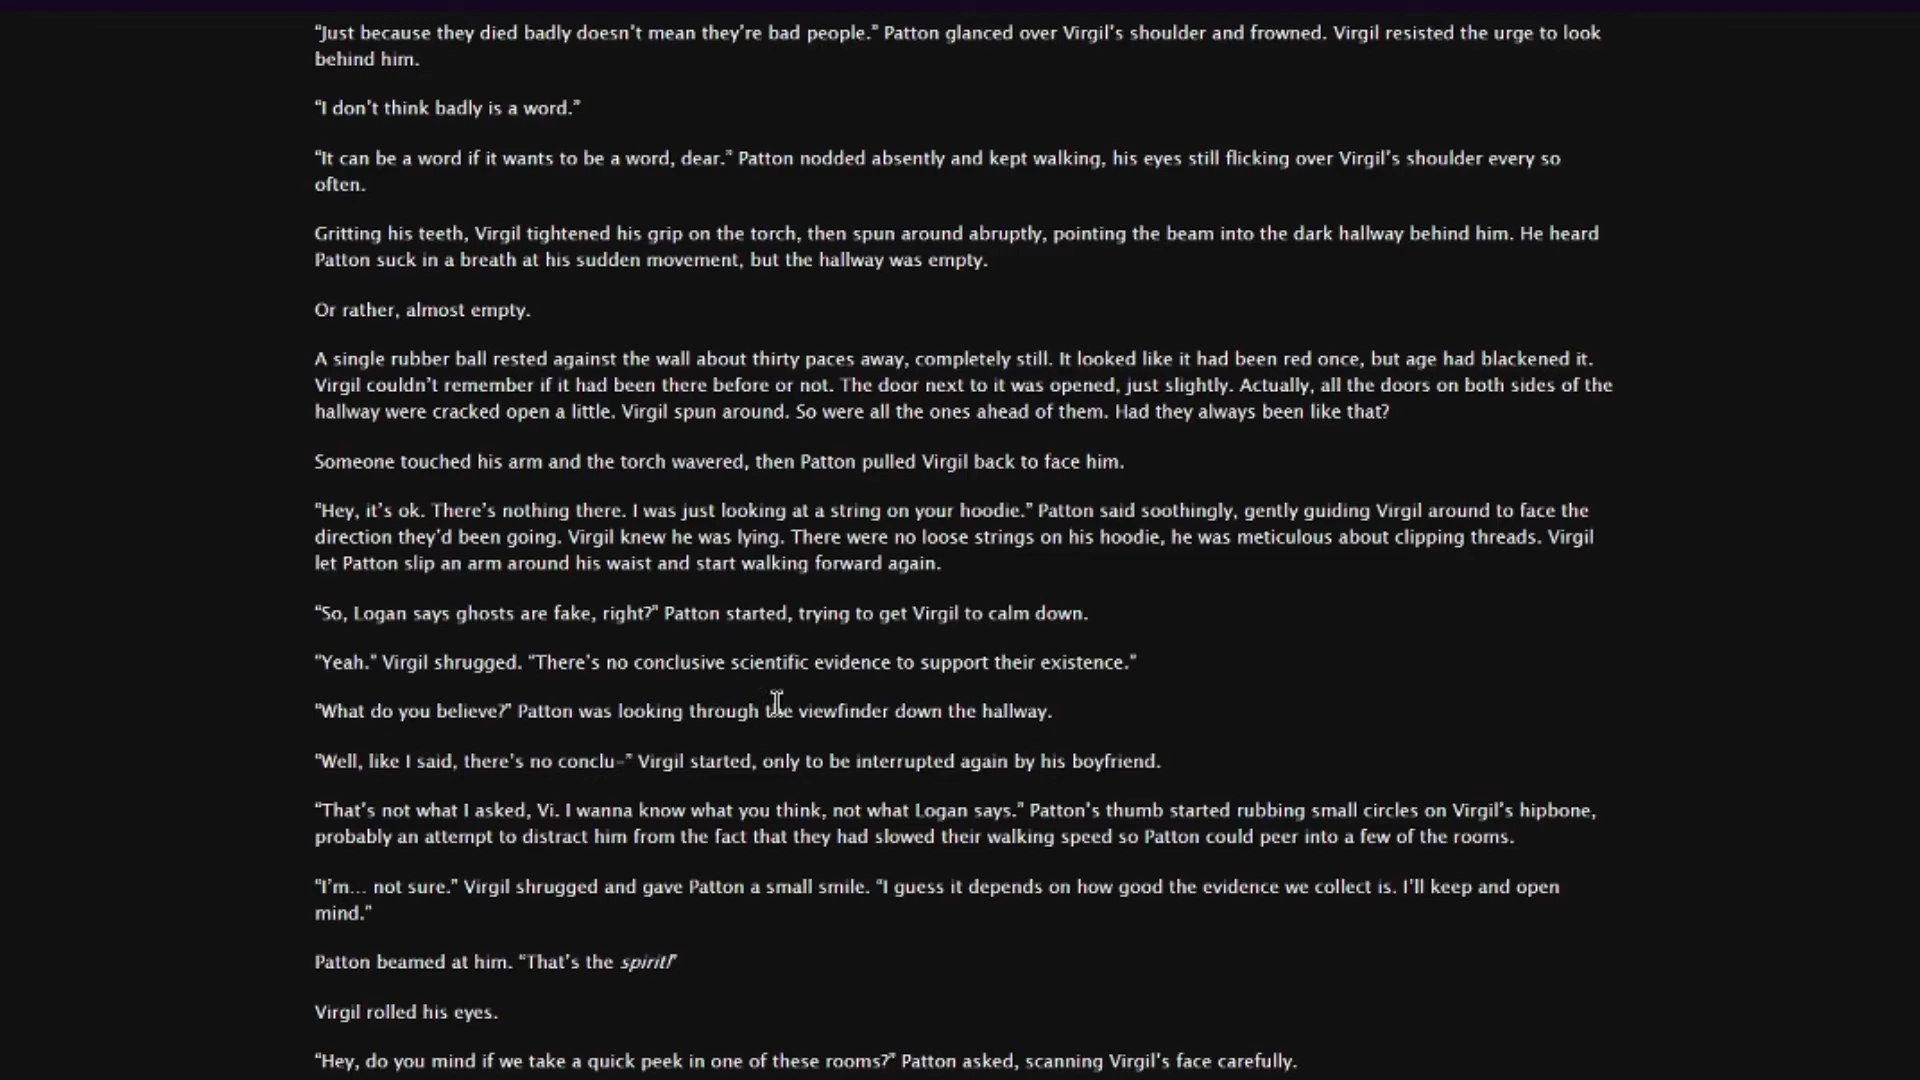 “Just because they died badly doesn’t mean they’re bad people.” Patton glanced over Virgil’s shoulder and frowned. Virgil resisted the urge to look
behind him.
“I don’t think badly is a word.”
“It can be a word if it wants to be a word, dear.” Patton nodded absently and kept walking, his eyes still flicking over Virgil’s shoulder every so
often.
Gritting his teeth, Virgil tightened his grip on the torch, then spun around abruptly, pointing the beam into the dark hallway behind him. He heard
Patton suck in a breath at his sudden movement, but the hallway was empty.
Or rather, almost empty.
A single rubber ball rested against the wall about thirty paces away, completely still. It looked like it had been red once, but age had blackened it.
Virgil couldn’t remember if it had been there before or not. The door next to it was opened, just slightly. Actually, all the doors on both sides of the
hallway were cracked open a little. Virgil spun around. So were all the ones ahead of them. Had they always been like that?
Someone touched his arm and the torch wavered, then Patton pulled Virgil back to face him.
“Hey, it’s ok. There’s nothing there. I was just looking at a string on your hoodie.” Patton said soothingly, gently guiding Virgil around to face the
direction they’d been going. Virgil knew he was lying. There were no loose strings on his hoodie, he was meticulous about clipping threads. Virgil
let Patton slip an arm around his waist and start walking forward again.
“So, Logan says ghosts are fake, right?” Patton started, trying to get Virgil to calm down.
“Yeah.” Virgil shrugged. “There’s no conclusive scientific evidence to support their existence.”
“What do you believe?” Patton was looking through the viewfinder down the hallway.
“Well, like I said, there’s no conclu-” Virgil started, only to be interrupted again by his boyfriend.
“That’s not what I asked, Vi. I wanna know what you think, not what Logan says.” Patton’s thumb started rubbing small circles on Virgil’s hipbone,
probably an attempt to distract him from the fact that they had slowed their walking speed so Patton could peer into a few of the rooms.
“I’m… not sure.” Virgil shrugged and gave Patton a small smile. “I guess it depends on how good the evidence we collect is. I’ll keep and open
mind.”
Patton beamed at him. “That’s the spirit!”
Virgil rolled his eyes.
“Hey, do you mind if we take a quick peek in one of these rooms?” Patton asked, scanning Virgil’s face carefully.